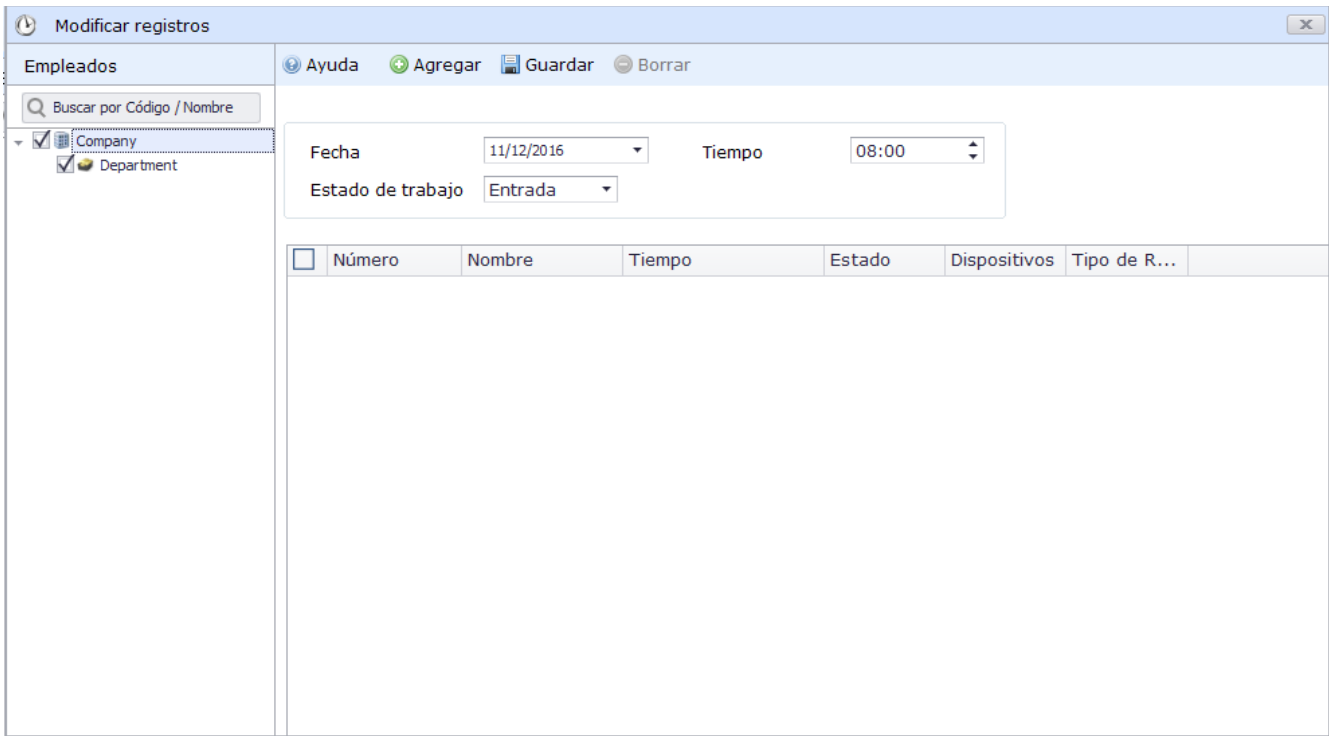 Modificar registros
Empleados
Ayuda Agregar Guardar Borrar
Buscar por Código / Nombre
Company
Department
Fecha 11/12/2016 Tiempo 08:00
Estado de trabajo Entrada
Número Nombre Tiempo Estado Dispositivos Tipo de R...